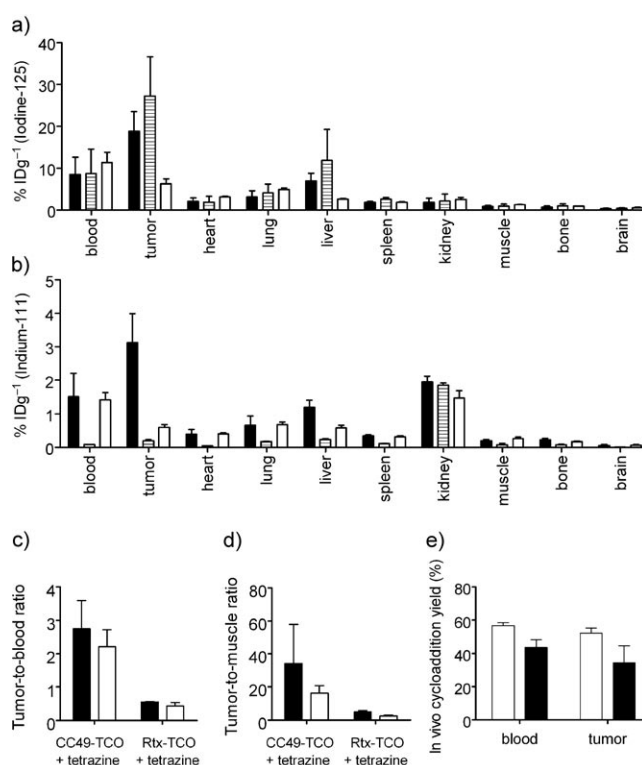 a)
% IDg⁻¹ (Iodine-125)
40
30
20
10
0
blood
tumor
heart
lung
liver
spleen
kidney
muscle
bone
brain
b)
% IDg⁻¹ (Indium-111)
5
4
3
2
1
0
blood
tumor
heart
lung
liver
spleen
kidney
muscle
bone
brain
c)
Tumor-to-blood ratio
4
3
2
1
0
CC49-TCO
+ tetrazine
Rtx-TCO
+ tetrazine
d)
Tumor-to-muscle ratio
80
60
40
20
0
CC49-TCO
+ tetrazine
Rtx-TCO
+ tetrazine
e)
In vivo cycloaddition yield (%)
80
60
40
20
0
blood
tumor